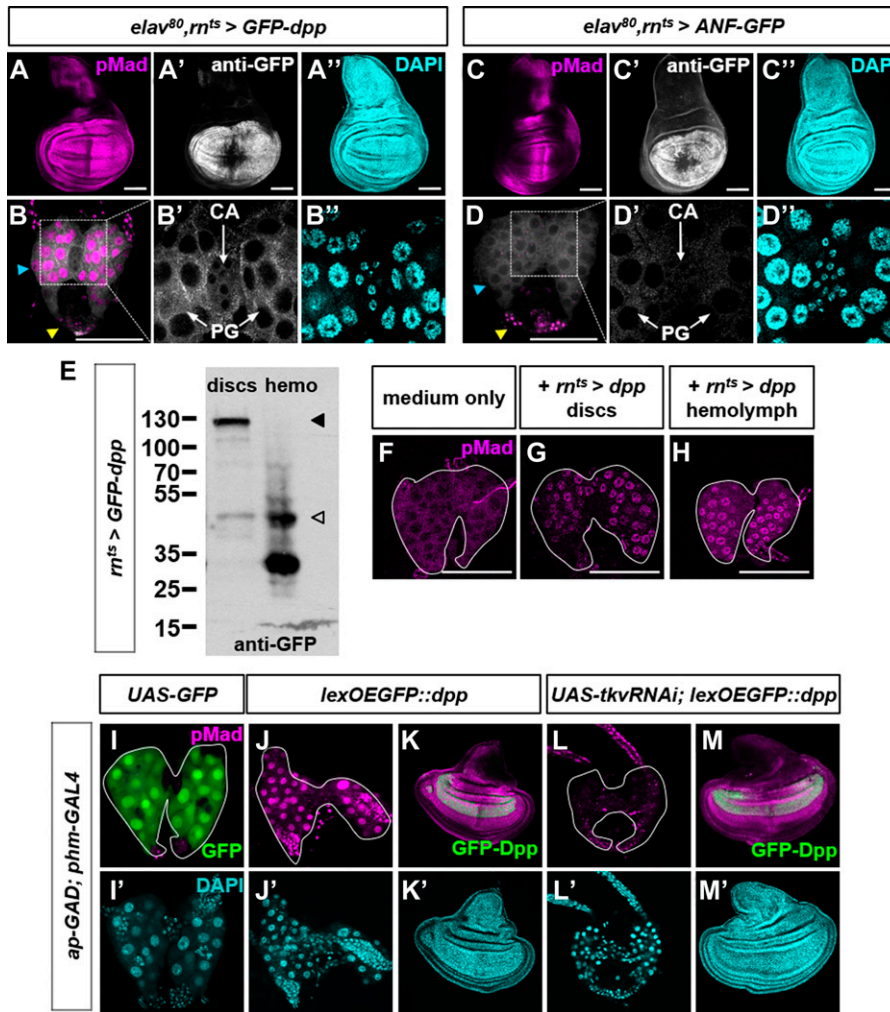 elav⁸⁰,rnᵗˢ > GFP-dpp
elav⁸⁰,rnᵗˢ > ANF-GFP
A pMad
A' anti-GFP
A'' DAPI
C pMad
C' anti-GFP
C'' DAPI
B
B' CA
PG
B''
D
D' CA
PG
D''
E
rnᵗˢ > GFP-dpp
discs hemo
130
100
70
55
35
25
15
anti-GFP
medium only
+ rnᵗˢ > dpp
discs
+ rnᵗˢ > dpp
hemolymph
F pMad
G
H
ap-GAD; phm-GAL4
UAS-GFP
lexOEGFP::dpp
UAS-tkvRNAi; lexOEGFP::dpp
I pMad
GFP
J
K
GFP-Dpp
L
M
GFP-Dpp
I' DAPI
J'
K'
L'
M'